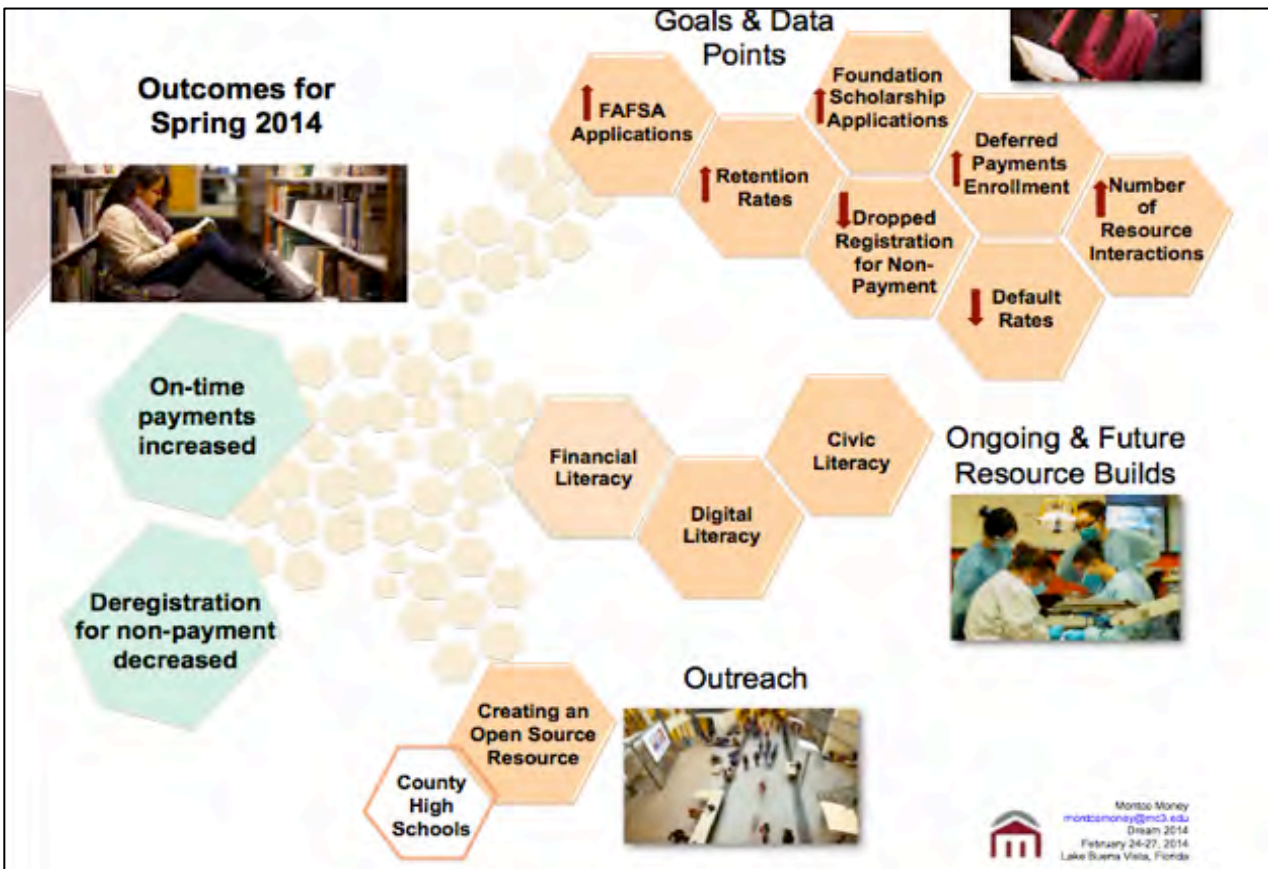 Goals & Data
Points
Outcomes for
Spring 2014
FAFSA
Applications
Foundation
Scholarship
Applications
Retention
Rates
Deferred
Payments
Enrollment
Dropped
Registration
for Non-
Payment
Number
of
Resource
Interactions
Default
Rates
On-time
payments
increased
Deregistration
for non-payment
decreased
Financial
Literacy
Digital
Literacy
Civic
Literacy
Ongoing & Future
Resource Builds
Outreach
Creating an
Open Source
Resource
County
High
Schools
Montco Money
montcomoney@mc3.edu
Dream 2014
February 24-27, 2014
Lake Buena Vista, Florida